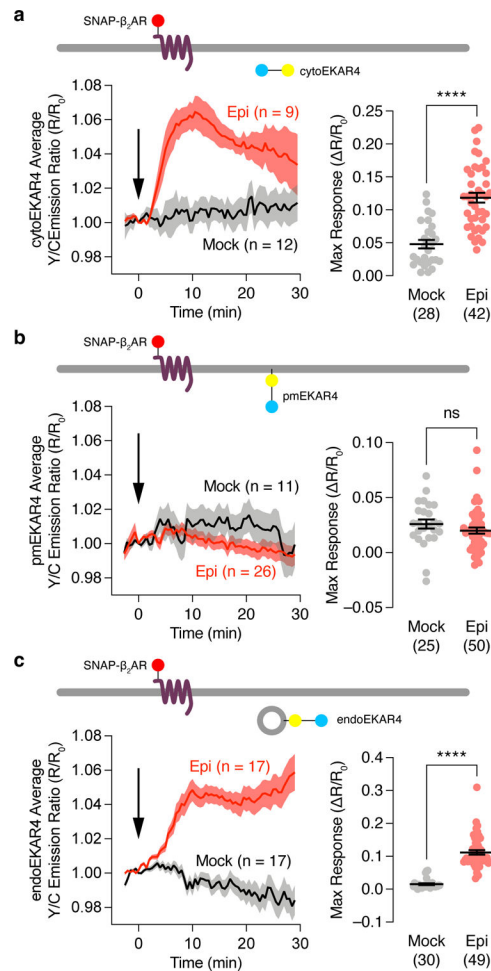 a
SNAP-β2AR
cytoEKAR4
cytoEKAR4 Average
Y/CEmission Ratio (R/R0)
1.08
1.06
1.04
1.02
1.00
0.98
Epi (n = 9)
Mock (n = 12)
0
10
20
30
Time (min)
Max Response (ΔR/R0)
0.25
0.20
0.15
0.10
0.05
0.00
****
Mock
(28)
Epi
(42)
b
SNAP-β2AR
pmEKAR4
pmEKAR4 Average
Y/C Emission Ratio (R/R0)
1.08
1.06
1.04
1.02
1.00
0.98
Mock (n = 11)
Epi (n = 26)
0
10
20
30
Time (min)
Max Response (ΔR/R0)
0.10
0.05
0.00
−0.05
ns
Mock
(25)
Epi
(50)
c
SNAP-β2AR
endoEKAR4
endoEKAR4 Average
Y/C Emission Ratio (R/R0)
1.08
1.06
1.04
1.02
1.00
0.98
Epi (n = 17)
Mock (n = 17)
0
10
20
30
Time (min)
Max Response (ΔR/R0)
0.4
0.3
0.2
0.1
0.0
−0.1
****
Mock
(30)
Epi
(49)